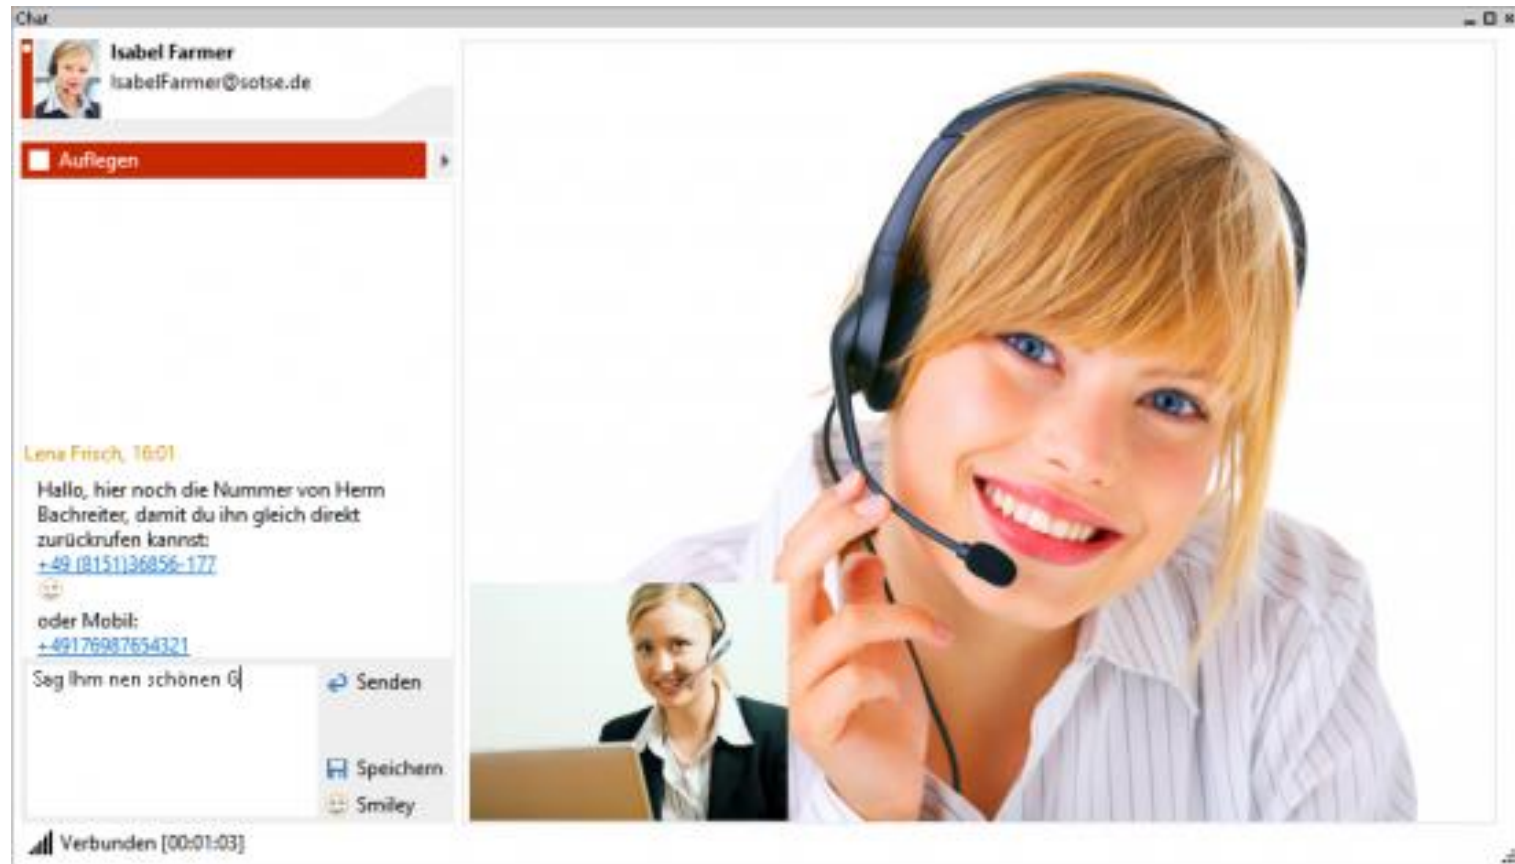 Chat
Isabel Farmer
IsabelFarmer@sotse.de
Auflegen
Lena Frisch, 16:01
Hallo, hier noch die Nummer von Herrn
Bachreiter, damit du ihn gleich direkt
zurückrufen kannst:
+49 (8151)36856-177
oder Mobil:
+49176987654321
Sag Ihm nen schönen G
Senden
Speichern
Smiley
Verbunden [00:01:03]